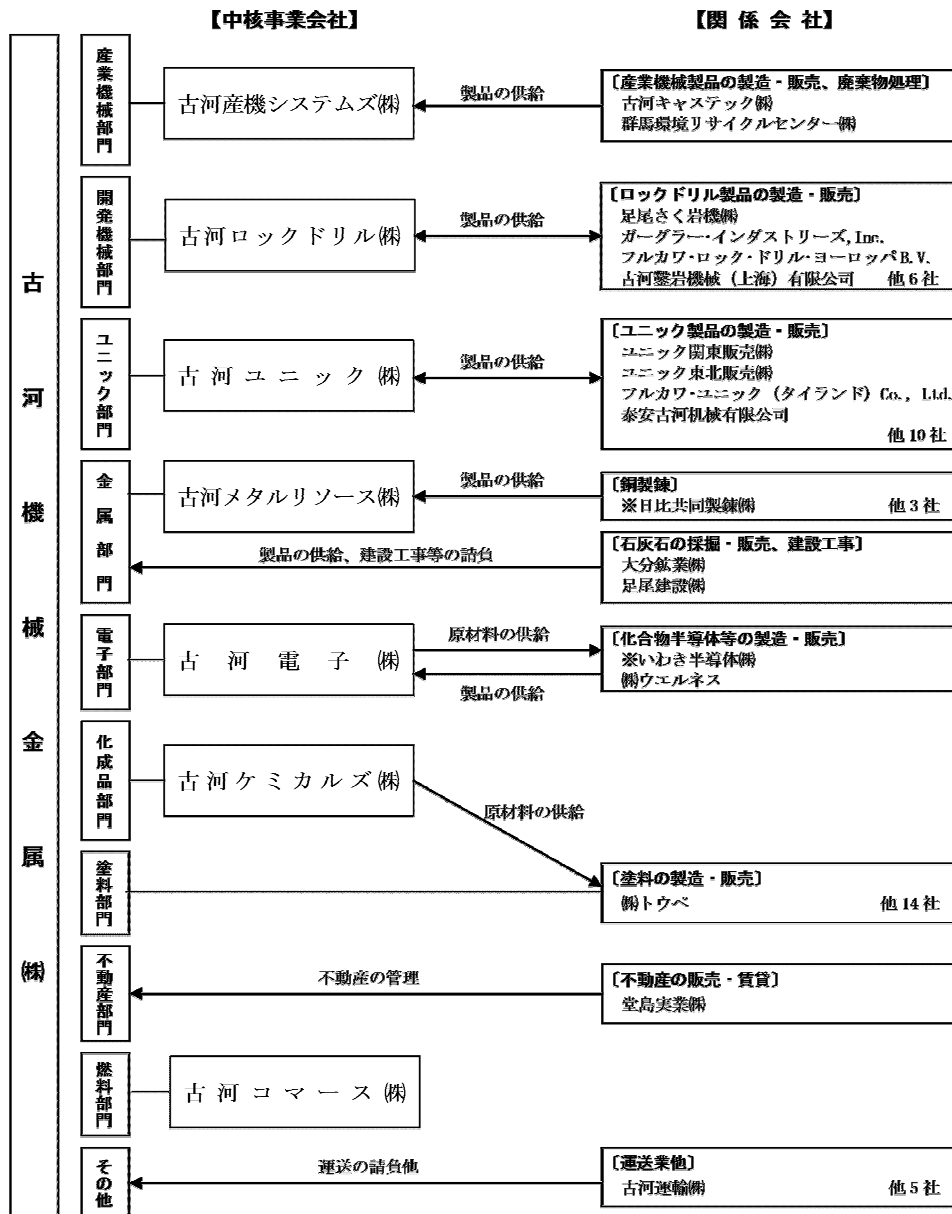 【中核事業会社】
【関係会社】
古河機械金属㈱
産業機械部門
古河産機システムズ㈱
製品の供給
〔産業機械製品の製造・販売、廃棄物処理〕
古河キャステック㈱
群馬環境リサイクルセンター㈱
開発機械部門
古河ロックドリル㈱
製品の供給
〔ロックドリル製品の製造・販売〕
足尾さく岩機㈱
ガーグラー・インダストリーズ, Inc.
フルカワ・ロック・ドリル・ヨーロッパ B.V.
古河鑿岩機械（上海）有限公司 他６社
ユニック部門
古河ユニック㈱
製品の供給
〔ユニック製品の製造・販売〕
ユニック関東販売㈱
ユニック東北販売㈱
フルカワ・ユニック（タイランド）Co., Ltd.
泰安古河机械有限公司
他 10 社
金属部門
古河メタルリソース㈱
製品の供給
〔銅製錬〕
※日比共同製錬㈱ 他３社
製品の供給、建設工事等の請負
〔石灰石の採掘・販売、建設工事〕
大分鉱業㈱
足尾建設㈱
電子部門
古河電子㈱
原材料の供給
製品の供給
〔化合物半導体等の製造・販売〕
※いわき半導体㈱
㈱ウエルネス
化成品部門
古河ケミカルズ㈱
原材料の供給
塗料部門
〔塗料の製造・販売〕
㈱トウペ 他 14 社
不動産部門
不動産の管理
〔不動産の販売・賃貸〕
堂島実業㈱
燃料部門
古河コマース㈱
その他
運送の請負他
〔運送業他〕
古河運輸㈱ 他５社